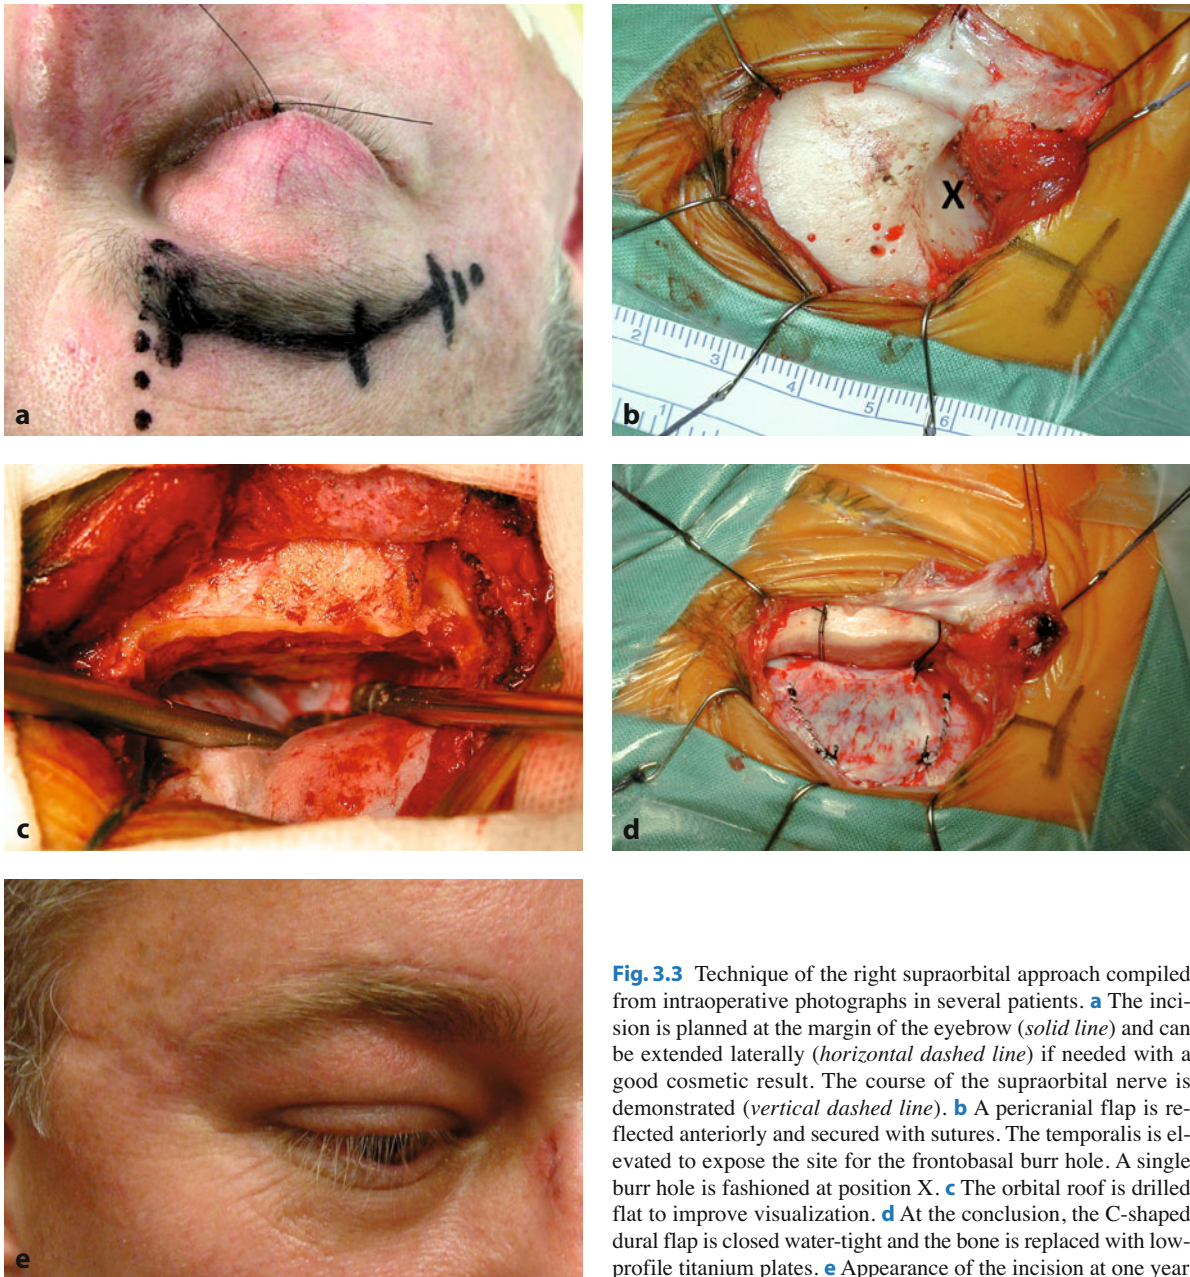 a
b
X
2
3
4
5
6
1
c
d
e
Fig. 3.3 Technique of the right supraorbital approach compiled
from intraoperative photographs in several patients. a The inci-
sion is planned at the margin of the eyebrow (solid line) and can
be extended laterally (horizontal dashed line) if needed with a
good cosmetic result. The course of the supraorbital nerve is
demonstrated (vertical dashed line). b A pericranial flap is re-
flected anteriorly and secured with sutures. The temporalis is el-
evated to expose the site for the frontobasal burr hole. A single
burr hole is fashioned at position X. c The orbital roof is drilled
flat to improve visualization. d At the conclusion, the C-shaped
dural flap is closed water-tight and the bone is replaced with low-
profile titanium plates. e Appearance of the incision at one year